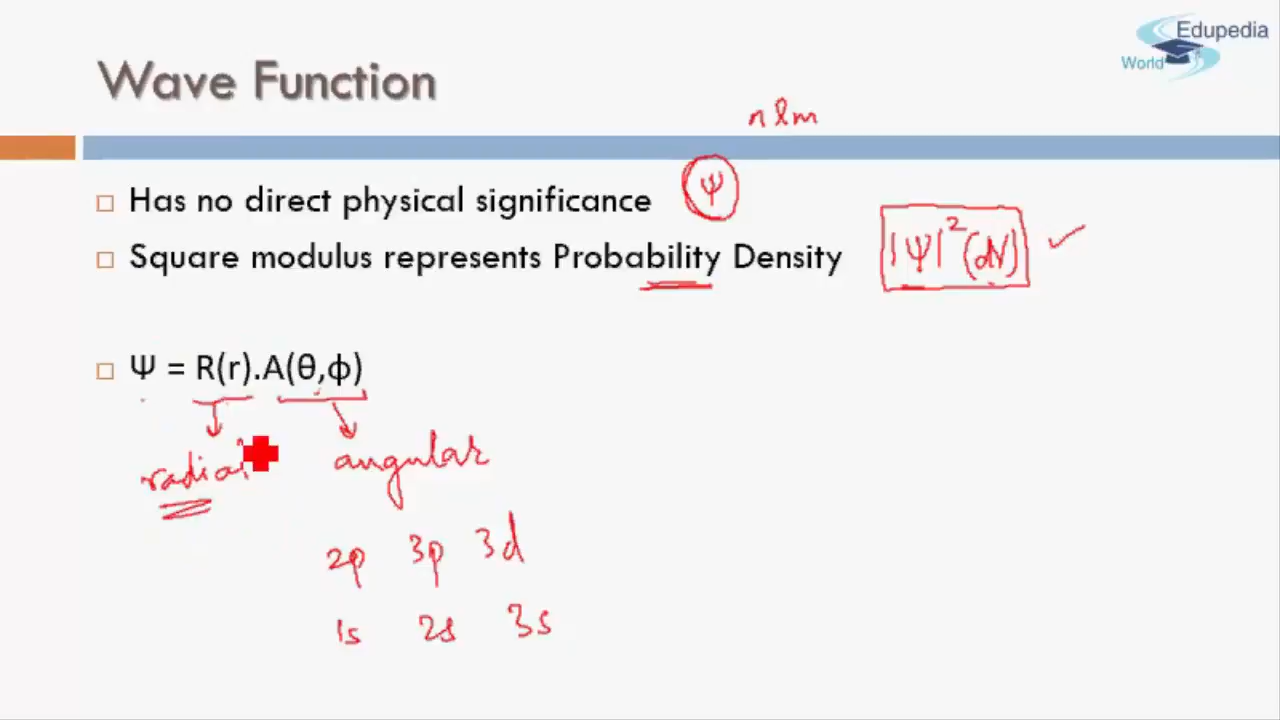 Edupedia
World
Wave Function
n l m
Has no direct physical significance Ψ
Square modulus represents Probability Density |Ψ|² (dV) ✓
Ψ = R(r).A(θ,ϕ)
radial angular
2p 3p 3d
1s 2s 3s